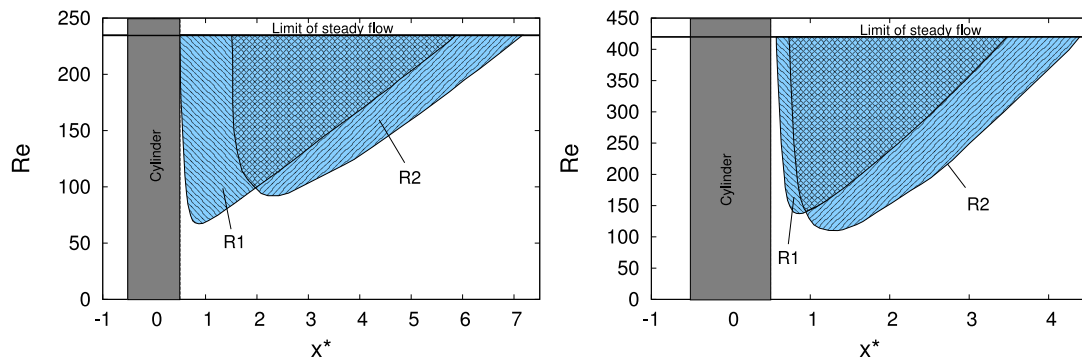 250
200
150
100
50
0
Re
Limit of steady flow
Cylinder
R1
R2
-1 0 1 2 3 4 5 6 7
x*
450
400
350
300
250
200
150
100
50
0
Re
Limit of steady flow
Cylinder
R1
R2
-1 0 1 2 3 4
x*